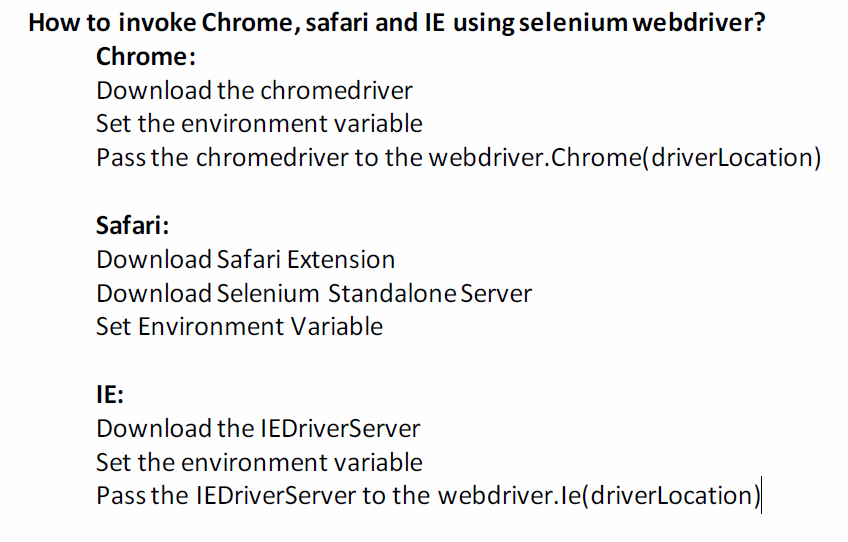 How to invoke Chrome, safari and IE using selenium webdriver?
Chrome:
Download the chromedriver
Set the environment variable
Pass the chromedriver to the webdriver.Chrome(driverLocation)
Safari:
Download Safari Extension
Download Selenium Standalone Server
Set Environment Variable
IE:
Download the IEDriverServer
Set the environment variable
Pass the IEDriverServer to the webdriver.Ie(driverLocation)